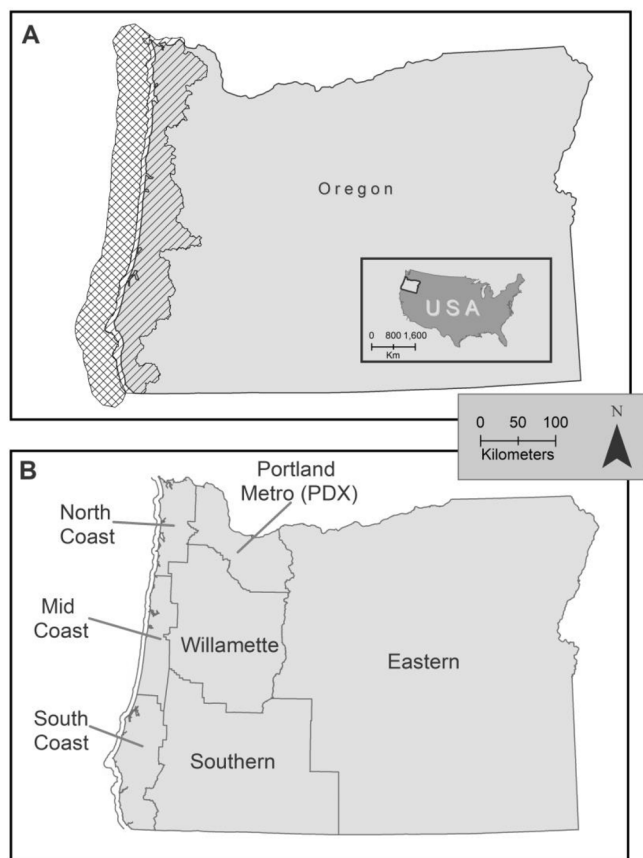 A
Oregon
USA
0 800 1,600
Km
0 50 100
Kilometers
N
B
Portland
Metro (PDX)
North
Coast
Mid
Coast
Willamette
Eastern
South
Coast
Southern